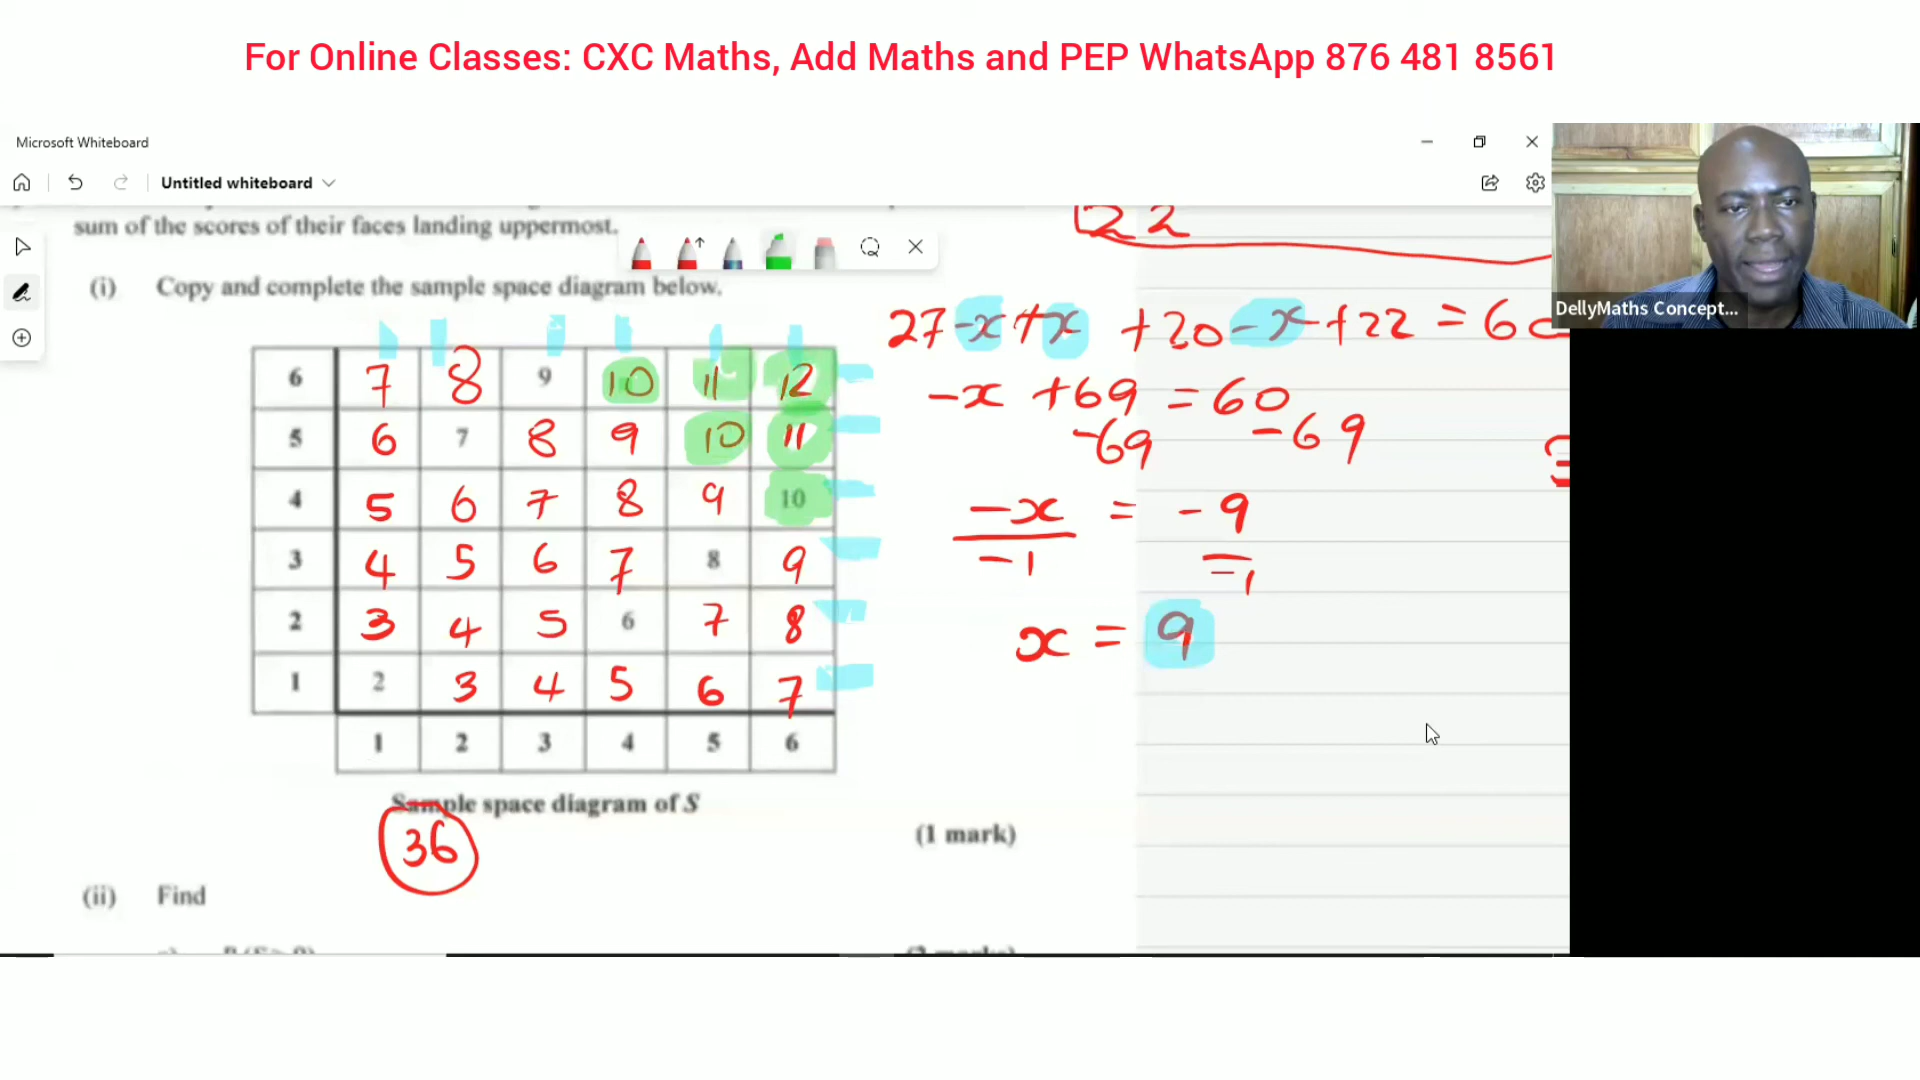 For Online Classes: CXC Maths, Add Maths and PEP WhatsApp 876 481 8561
Microsoft Whiteboard
Untitled whiteboard
sum of the scores of their faces landing uppermost.
(i) Copy and complete the sample space diagram below.
6 7 8 9 10 11 12
5 6 7 8 9 10 11
4 5 6 7 8 9 10
3 4 5 6 7 8 9
2 3 4 5 6 7 8
1 2 3 4 5 6 7
1 2 3 4 5 6
Sample space diagram of S
36
(1 mark)
(ii) Find
22
27 -x +x +20 -x +22 = 60
-x +69 = 60
-69 -69
-x = -9
-1 -1
x = 9
DellyMaths Concept...